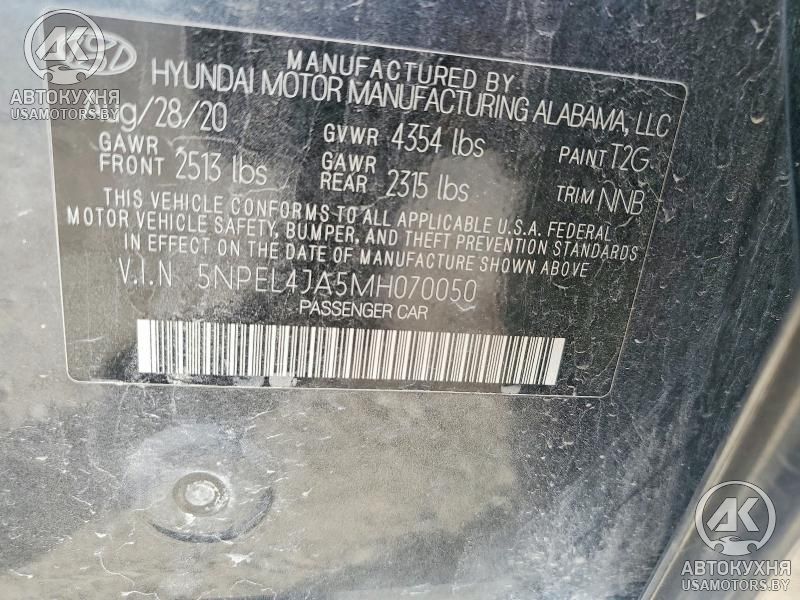 MANUFACTURED BY
HYUNDAI MOTOR MANUFACTURING ALABAMA, LLC
Aug/28/20
GVWR 4354 lbs
PAINT T2G
GAWR FRONT 2513 lbs
GAWR REAR 2315 lbs
TRIM NNB
THIS VEHICLE CONFORMS TO ALL APPLICABLE U.S.A. FEDERAL
MOTOR VEHICLE SAFETY, BUMPER, AND THEFT PREVENTION STANDARDS
IN EFFECT ON THE DATE OF MANUFACTURE SHOWN ABOVE
V.I.N 5NPEL4JA5MH070050
PASSENGER CAR
АК
АВТОКУХНЯ
USAMOTORS.BY
АК
АВТОКУХНЯ
USAMOTORS.BY